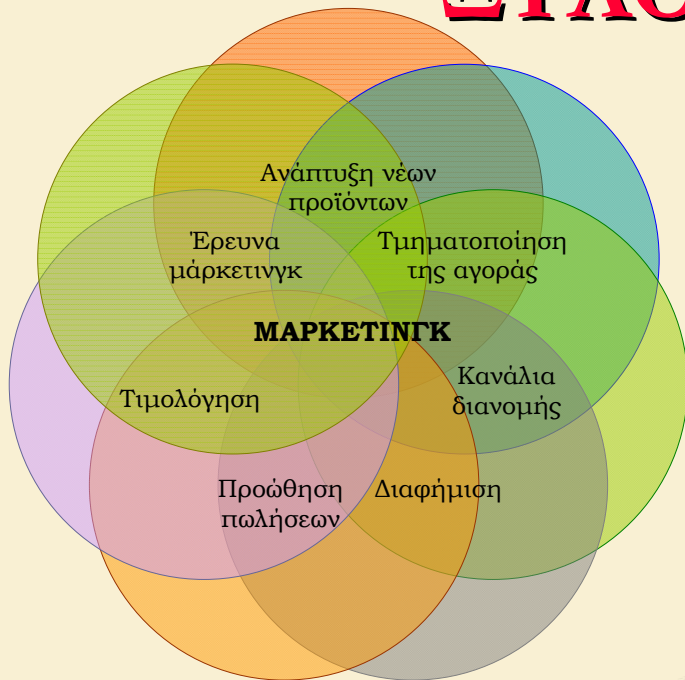 Ανάπτυξη νέων
προϊόντων
Έρευνα
μάρκετινγκ
Τμηματοποίηση
της αγοράς
ΜΑΡΚΕΤΙΝΓΚ
Τιμολόγηση
Κανάλια
διανομής
Προώθηση
πωλήσεων
Διαφήμιση